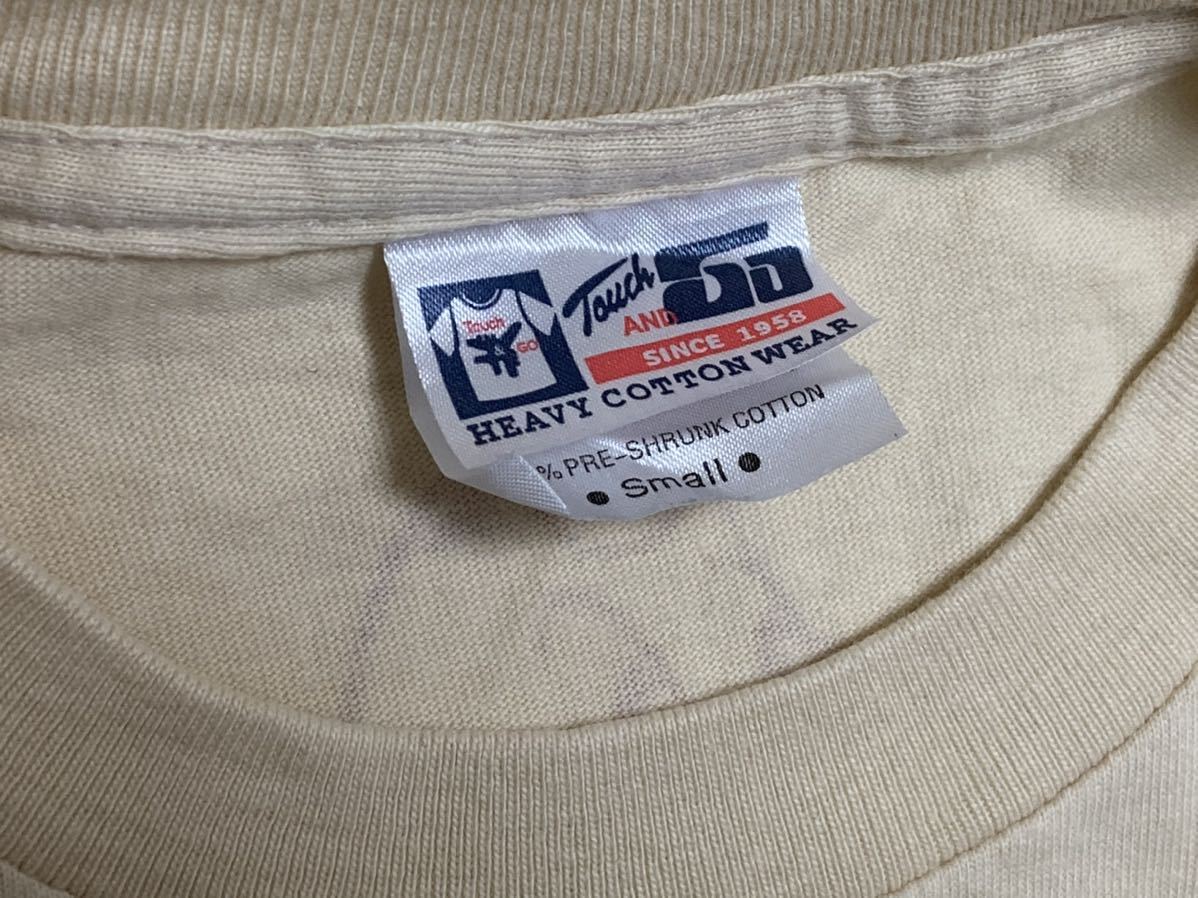 Touch
GO
Touch
AND GO
SINCE 1958
HEAVY COTTON WEAR
% PRE-SHRUNK COTTON
• Small •